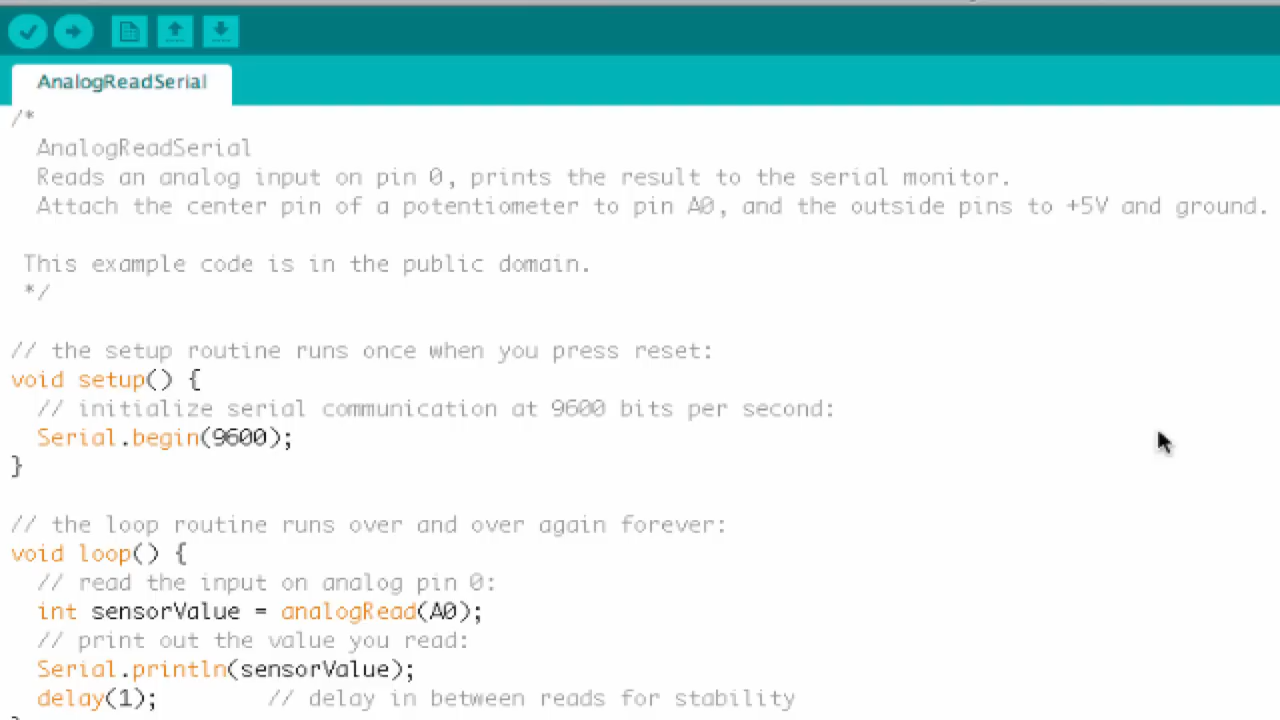 AnalogReadSerial
/*
AnalogReadSerial
Reads an analog input on pin 0, prints the result to the serial monitor.
Attach the center pin of a potentiometer to pin A0, and the outside pins to +5V and ground.
This example code is in the public domain.
*/
// the setup routine runs once when you press reset:
void setup() {
// initialize serial communication at 9600 bits per second:
Serial.begin(9600);
}
// the loop routine runs over and over again forever:
void loop() {
// read the input on analog pin 0:
int sensorValue = analogRead(A0);
// print out the value you read:
Serial.println(sensorValue);
delay(1);        // delay in between reads for stability